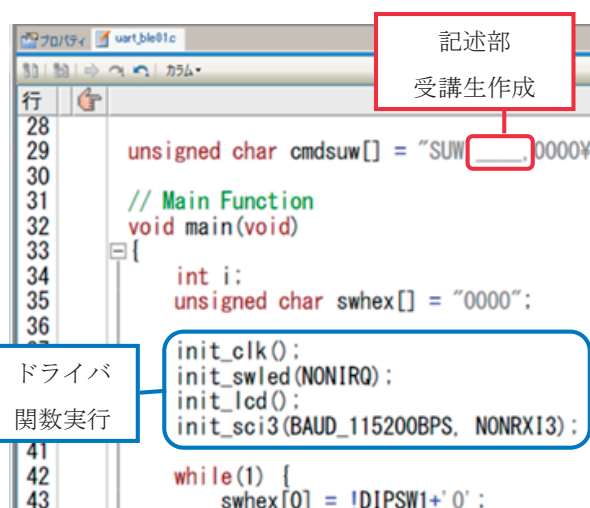 プロパティ uart_ble01.c
カラム▾
行
記述部
受講生作成
28
29 unsigned char cmdsuw[] = "SUW,____,0000¥
30
31 // Main Function
32 void main(void)
33 {
34 int i;
35 unsigned char swhex[] = "0000";
36
init_clk();
init_swled(NONIRQ);
init_lcd();
init_sci3(BAUD_115200BPS, NONRXI3);
ドライバ
関数実行
41
42 while(1) {
43 swhex[0] = !DIPSW1+'0';